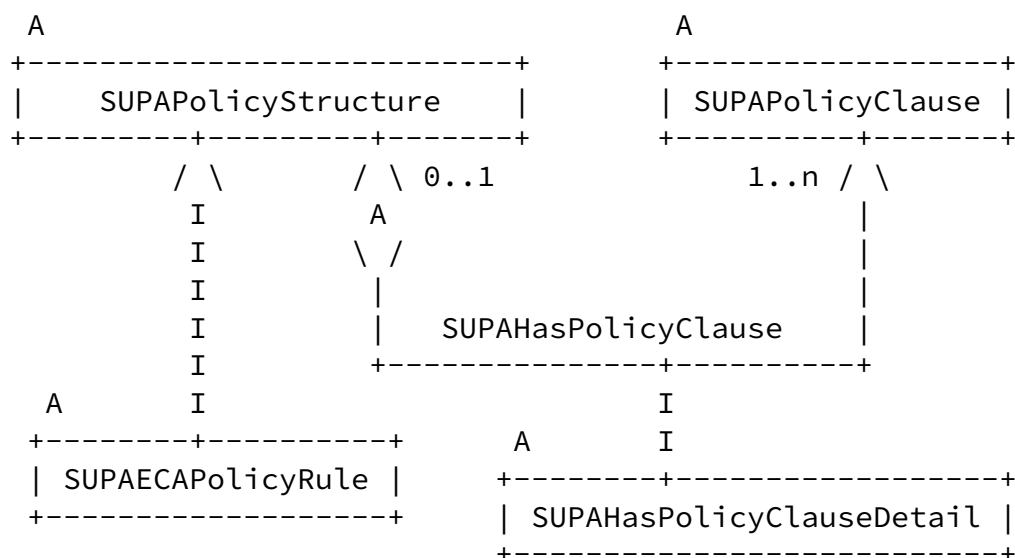 A A
SUPAPolicyStructure SUPAPolicyClause
0..1 1..n
I A
I
I
I SUPAHasPolicyClause
I
A I I
A I
SUPAECAPolicyRule
SUPAHasPolicyClauseDetail